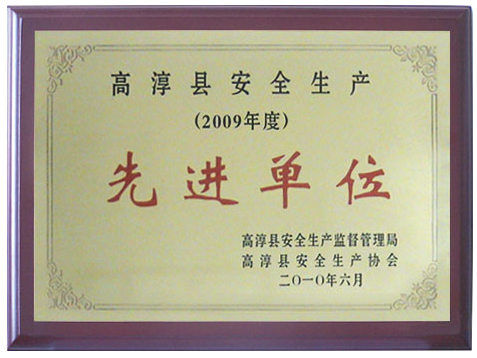 高淳县安全生产
(2009年度)
先进单位
高淳县安全生产监督管理局
高淳县安全生产协会
二〇一〇年六月